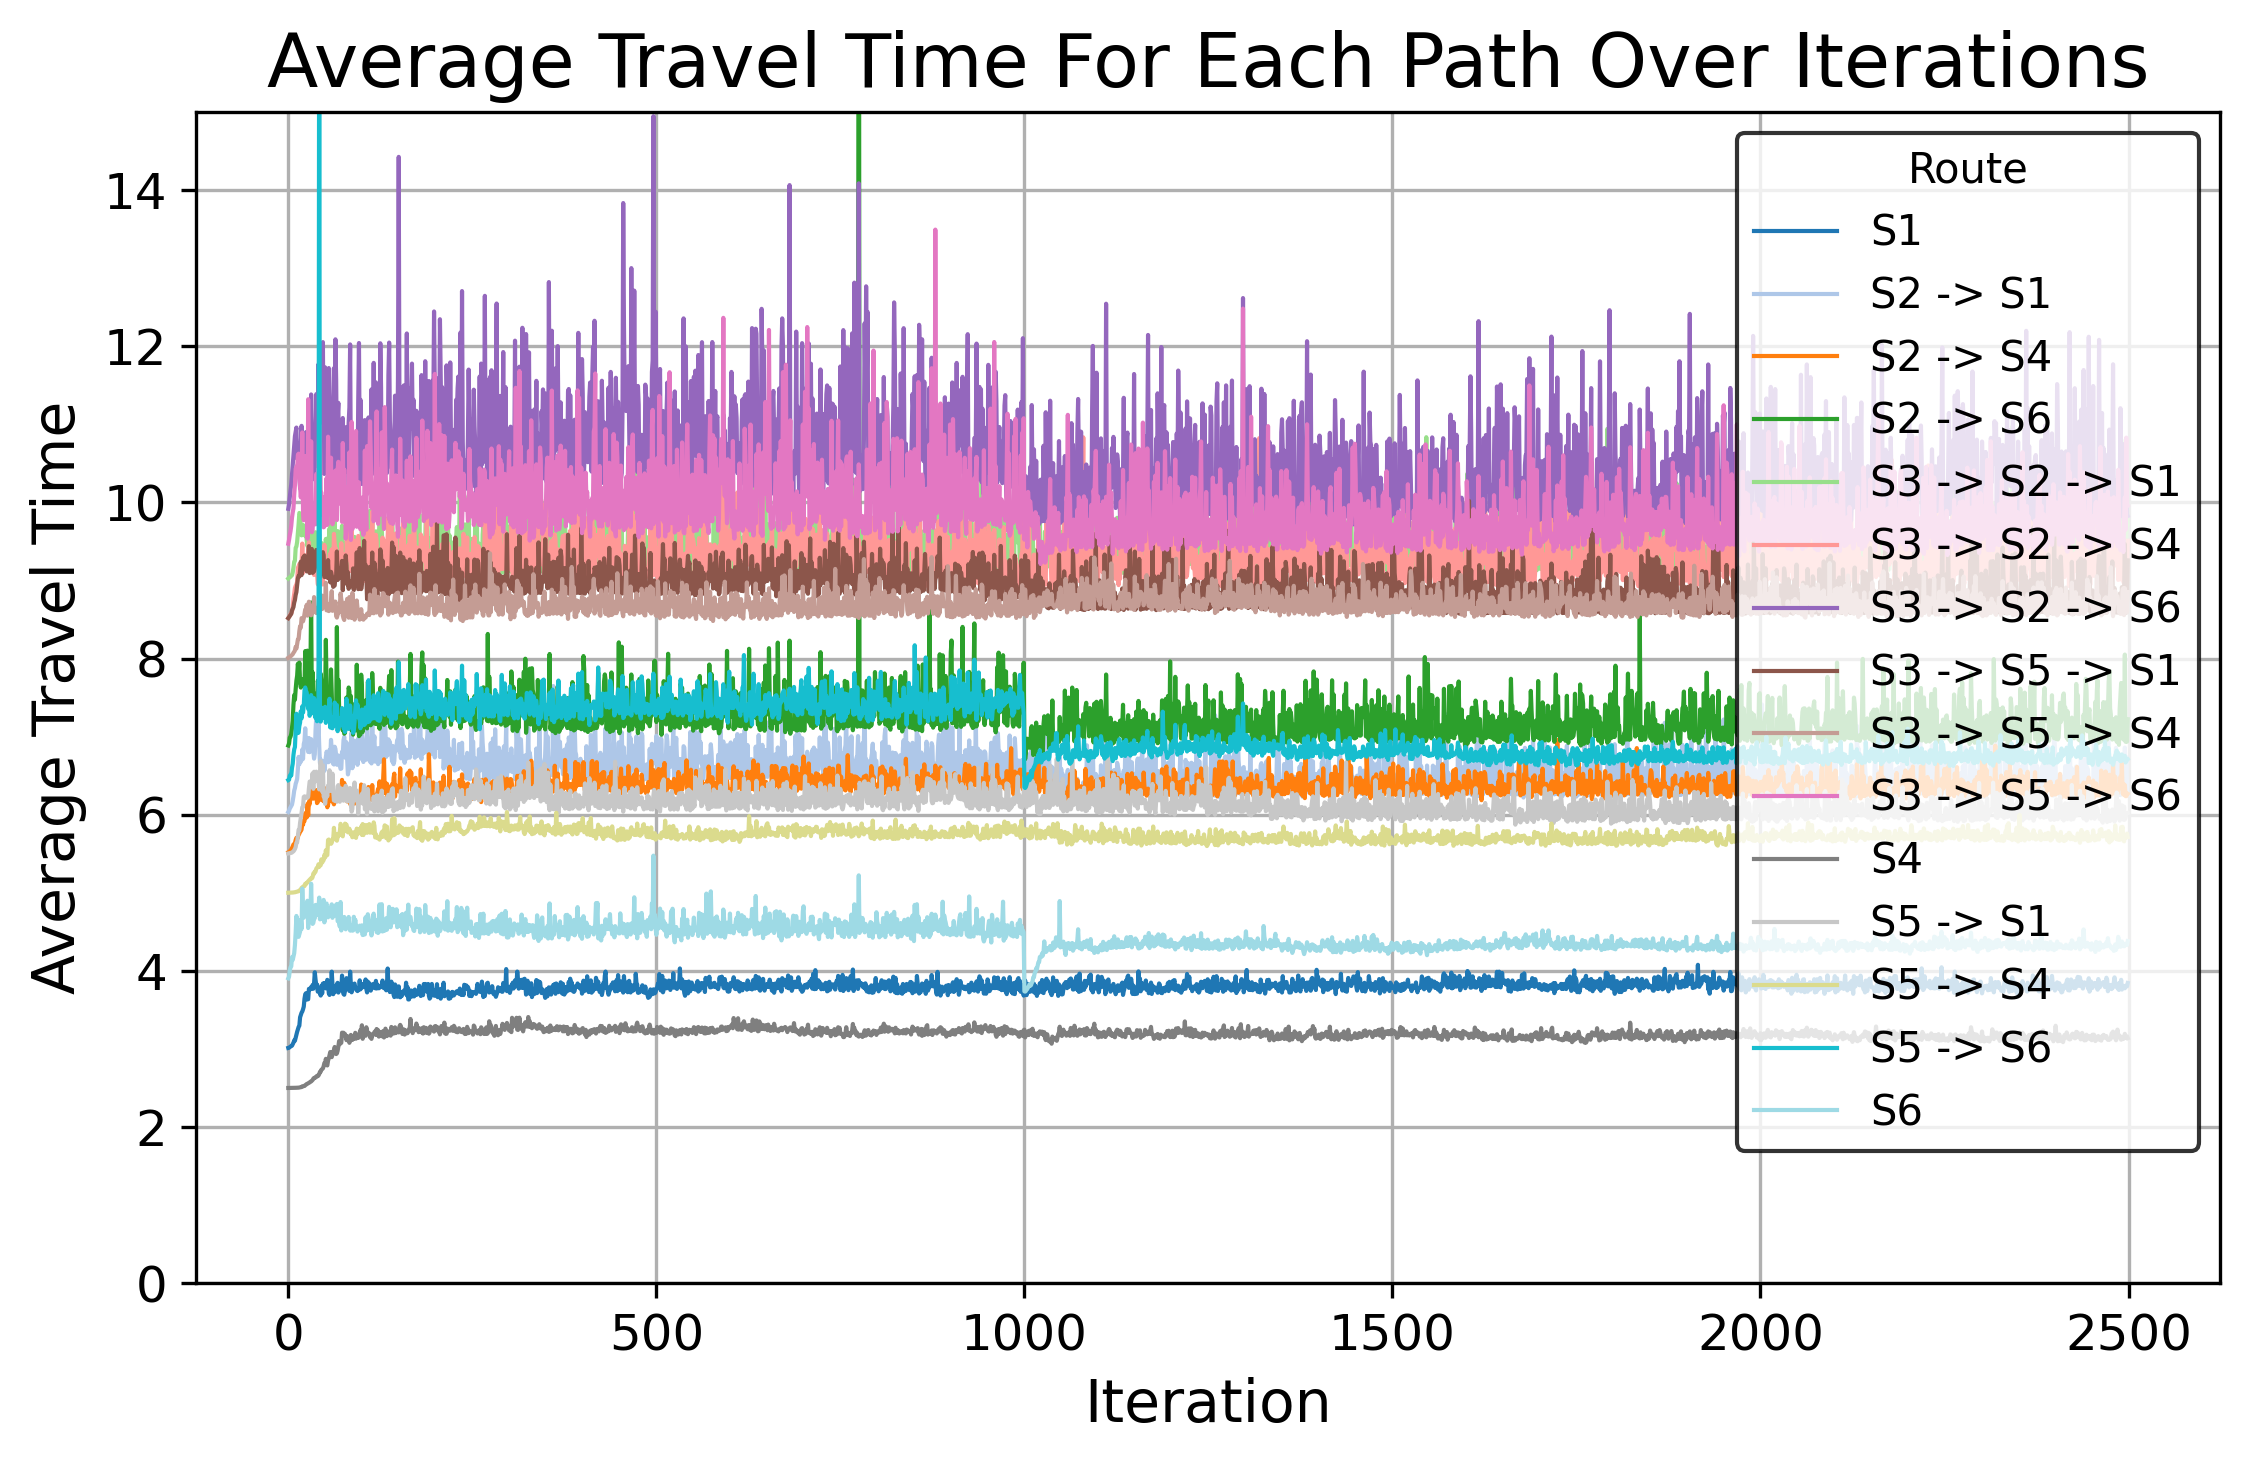 Average Travel Time For Each Path Over Iterations
Average Travel Time
14
12
10
8
6
4
2
0
0 500 1000 1500 2000 2500
Iteration
Route
S1
S2 -> S1
S2 -> S4
S2 -> S6
S3 -> S2 -> S1
S3 -> S2 -> S4
S3 -> S2 -> S6
S3 -> S5 -> S1
S3 -> S5 -> S4
S3 -> S5 -> S6
S4
S5 -> S1
S5 -> S4
S5 -> S6
S6